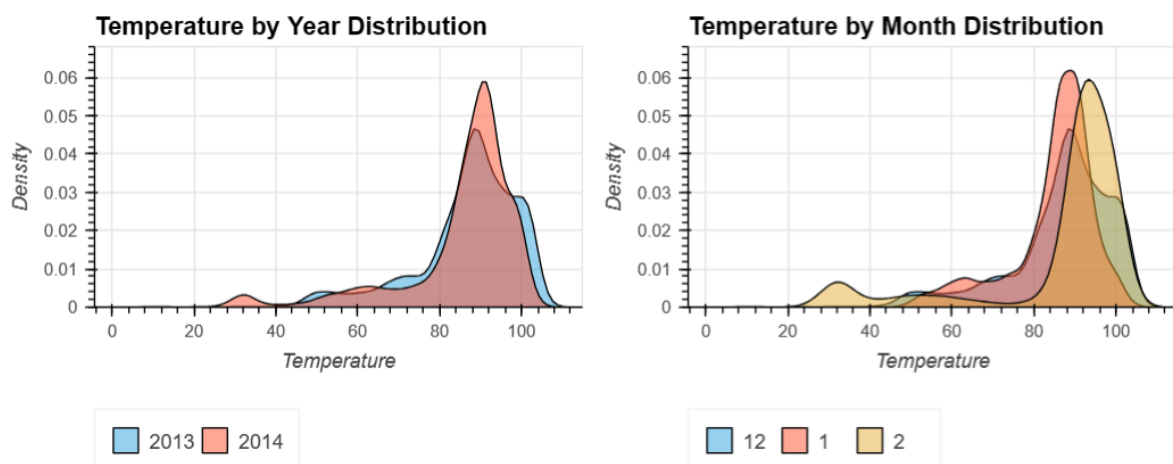 Temperature by Year Distribution
Density
0.06
0.05
0.04
0.03
0.02
0.01
0
0 20 40 60 80 100
Temperature
2013 2014
Temperature by Month Distribution
Density
0.06
0.05
0.04
0.03
0.02
0.01
0
0 20 40 60 80 100
Temperature
12 1 2